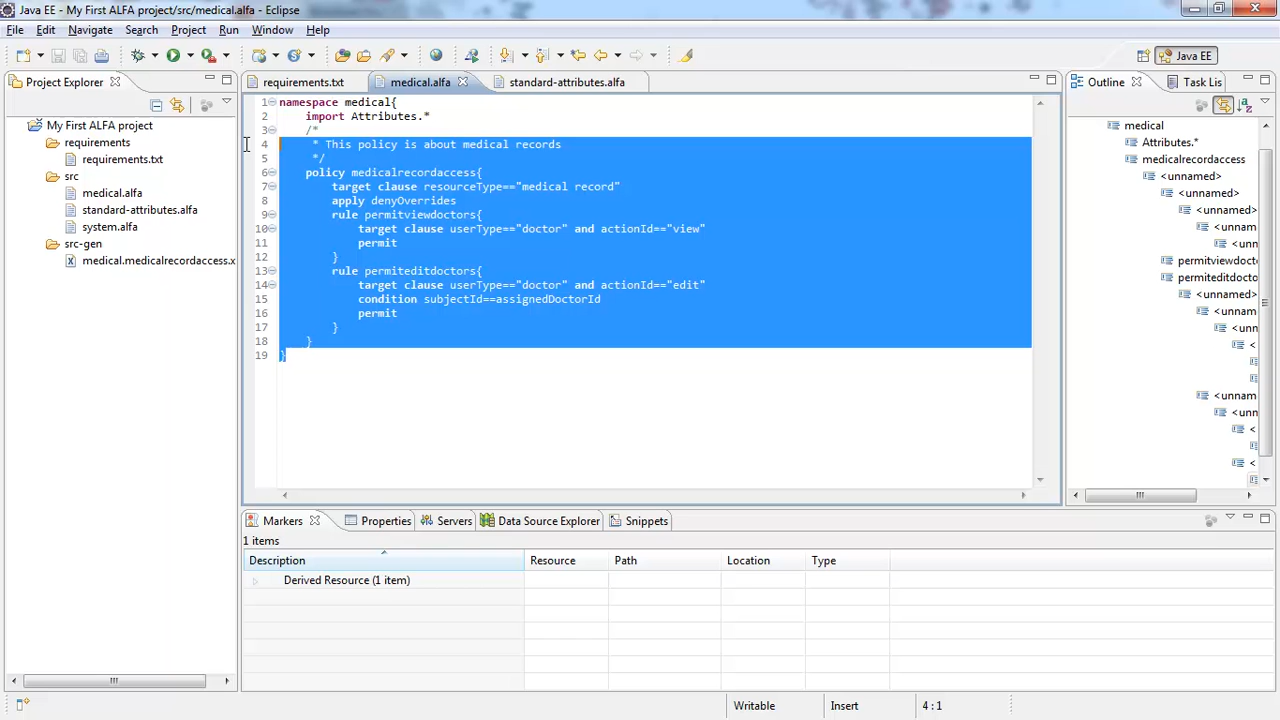 Java EE - My First ALFA project/src/medical.alfa - Eclipse
File Edit Navigate Search Project Run Window Help
Java EE
Project Explorer
My First ALFA project
requirements
requirements.txt
src
medical.alfa
standard-attributes.alfa
system.alfa
src-gen
medical.medicalrecordaccess.x
requirements.txt medical.alfa standard-attributes.alfa
1 namespace medical{
2 import Attributes.*
3 /*
4 * This policy is about medical records
5 */
6 policy medicalrecordaccess{
7 target clause resourceType=="medical record"
8 apply denyOverrides
9 rule permitviewdoctors{
10 target clause userType=="doctor" and actionId=="view"
11 permit
12 }
13 rule permiteditdoctors{
14 target clause userType=="doctor" and actionId=="edit"
15 condition subjectId==assignedDoctorId
16 permit
17 }
18 }
19 }
Outline Task Lis
medical
Attributes.*
medicalrecordaccess
<unnamed>
<unnamed>
<unnamed>
<unnam
<unn
permitviewdoct
permiteditdocto
<unnamed>
<unnam
<unn
<
<unnam
<unn
<
<
Markers Properties Servers Data Source Explorer Snippets
1 items
Description Resource Path Location Type
Derived Resource (1 item)
Writable Insert 4 : 1